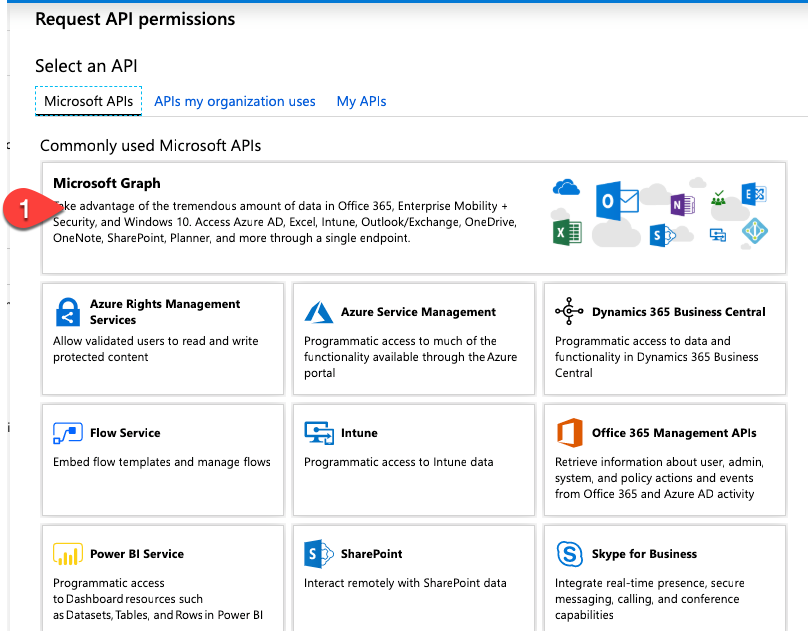 Request API permissions
Select an API
Microsoft APIs
APIs my organization uses
My APIs
Commonly used Microsoft APIs
Microsoft Graph
1
ke advantage of the tremendous amount of data in Office 365, Enterprise Mobility +
Security, and Windows 10. Access Azure AD, Excel, Intune, Outlook/Exchange, OneDrive,
OneNote, SharePoint, Planner, and more through a single endpoint.
Azure Rights Management
Services
Allow validated users to read and write
protected content
Azure Service Management
Programmatic access to much of the
functionality available through the Azure
portal
Dynamics 365 Business Central
Programmatic access to data and
functionality in Dynamics 365 Business
Central
Flow Service
Embed flow templates and manage flows
Intune
Programmatic access to Intune data
Office 365 Management APIs
Retrieve information about user, admin,
system, and policy actions and events
from Office 365 and Azure AD activity
Power BI Service
Programmatic access
to Dashboard resources such
as Datasets, Tables, and Rows in Power BI
SharePoint
Interact remotely with SharePoint data
Skype for Business
Integrate real-time presence, secure
messaging, calling, and conference
capabilities